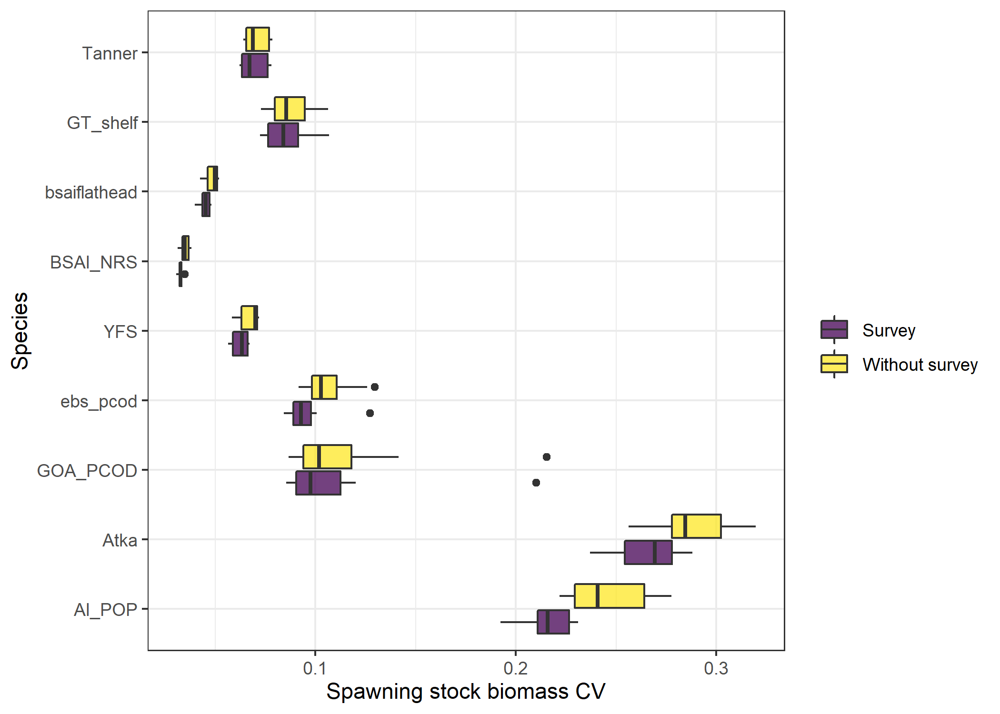 Tanner
GT_shelf
bsaiflathead
BSAI_NRS
YFS
ebs_pcod
GOA_PCOD
Atka
AI_POP
Species
0.1
0.2
0.3
Spawning stock biomass CV
Survey
Without survey